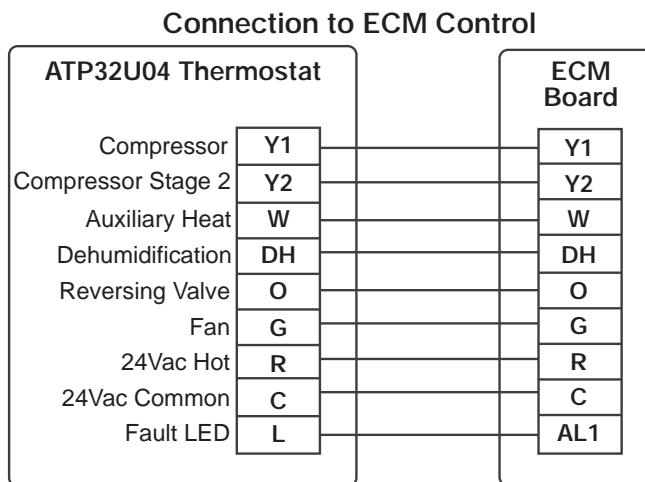 Connection to ECM Control
ATP32U04 Thermostat
ECM
Board
Compressor Y1 Y1
Compressor Stage 2 Y2 Y2
Auxiliary Heat W W
Dehumidification DH DH
Reversing Valve O O
Fan G G
24Vac Hot R R
24Vac Common C C
Fault LED L AL1